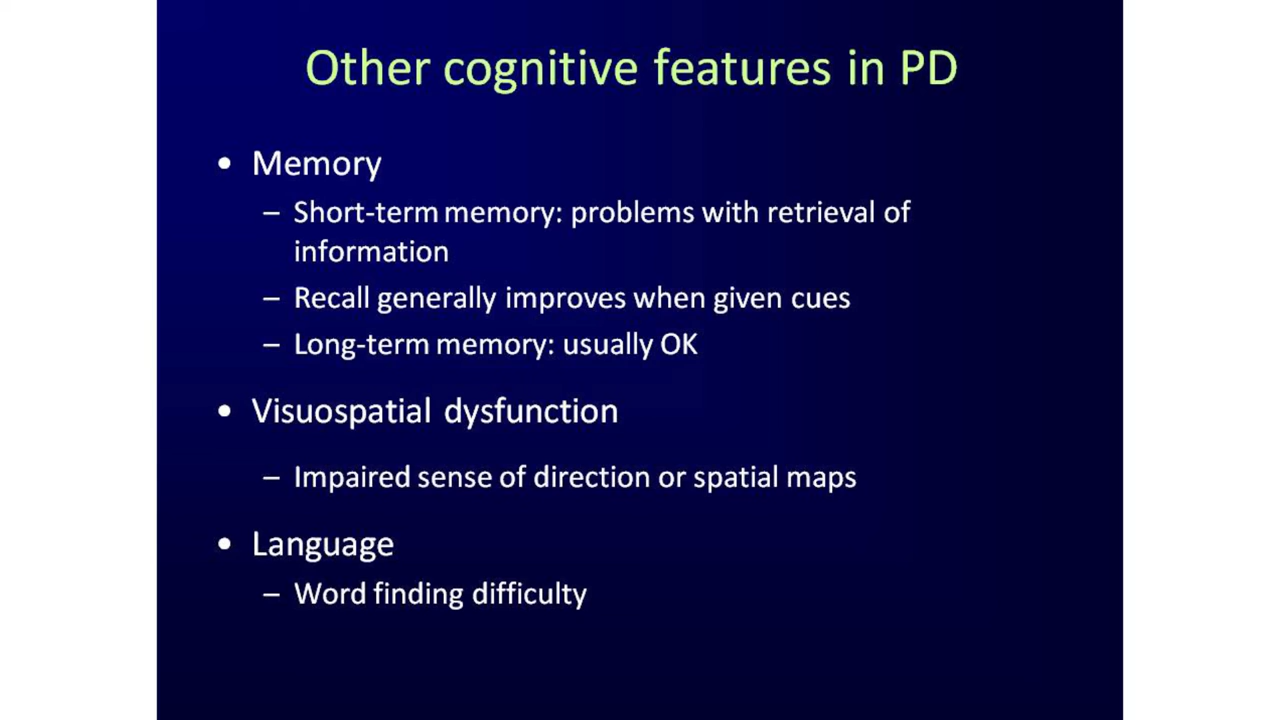 Other cognitive features in PD
• Memory
– Short-term memory: problems with retrieval of
information
– Recall generally improves when given cues
– Long-term memory: usually OK
• Visuospatial dysfunction
– Impaired sense of direction or spatial maps
• Language
– Word finding difficulty